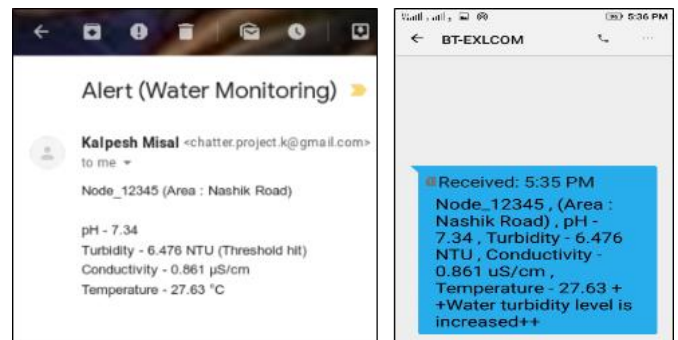 Alert (Water Monitoring)
Kalpesh Misal <chatter.project.k@gmail.com>
to me
Node_12345 (Area : Nashik Road)
pH - 7.34
Turbidity - 6.476 NTU (Threshold hit)
Conductivity - 0.861 μS/cm
Temperature - 27.63 °C
5:36 PM
BT-EXLCOM
Received: 5:35 PM
Node_12345 , (Area :
Nashik Road) , pH -
7.34 , Turbidity - 6.476
NTU , Conductivity -
0.861 uS/cm ,
Temperature - 27.63 +
+Water turbidity level is
increased++